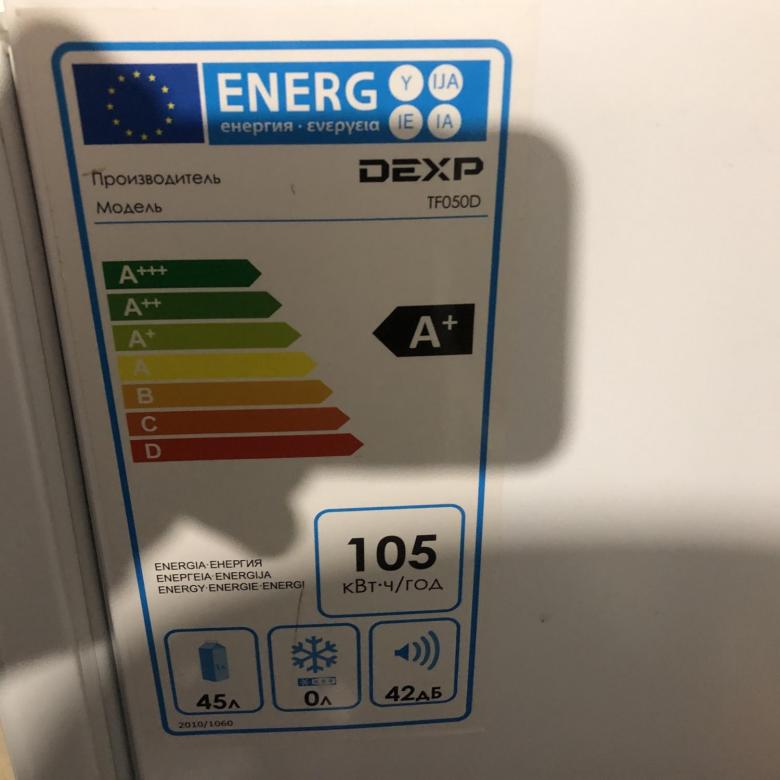 ENERG Y IJA
енергия · ενεργεια IE IA
Производитель DEXP
Модель TF050D
A+++
A++
A+
A
B
C
D
A+
ENERGIA·ЕНЕРГИЯ
ΕΝΕΡΓΕΙΑ·ENERGIJA
ENERGY·ENERGIE·ENERGI
105
кВт·ч/год
45л
0л
42дБ
2010/1060